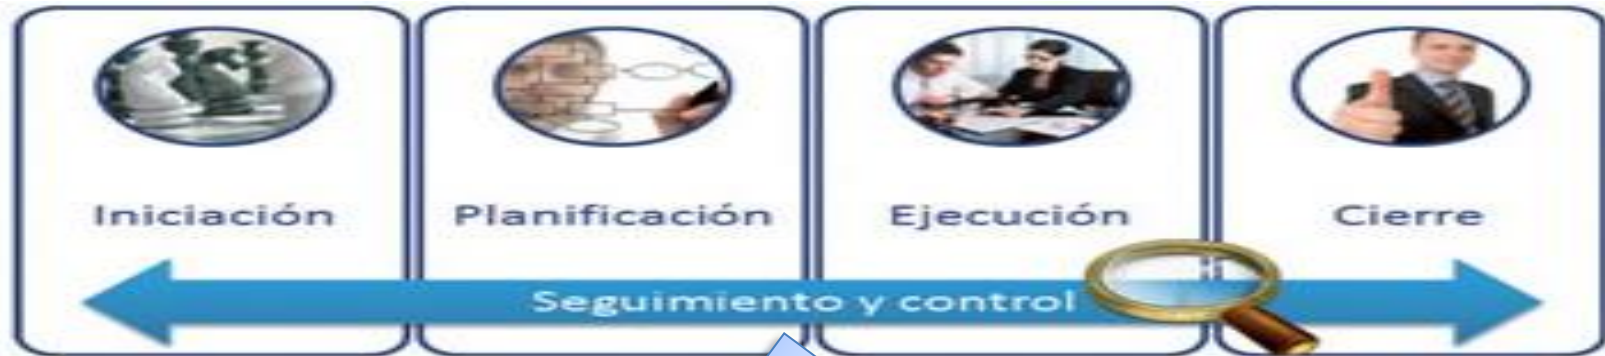 Iniciación
Planificación
Ejecución
Cierre
Seguimiento y control